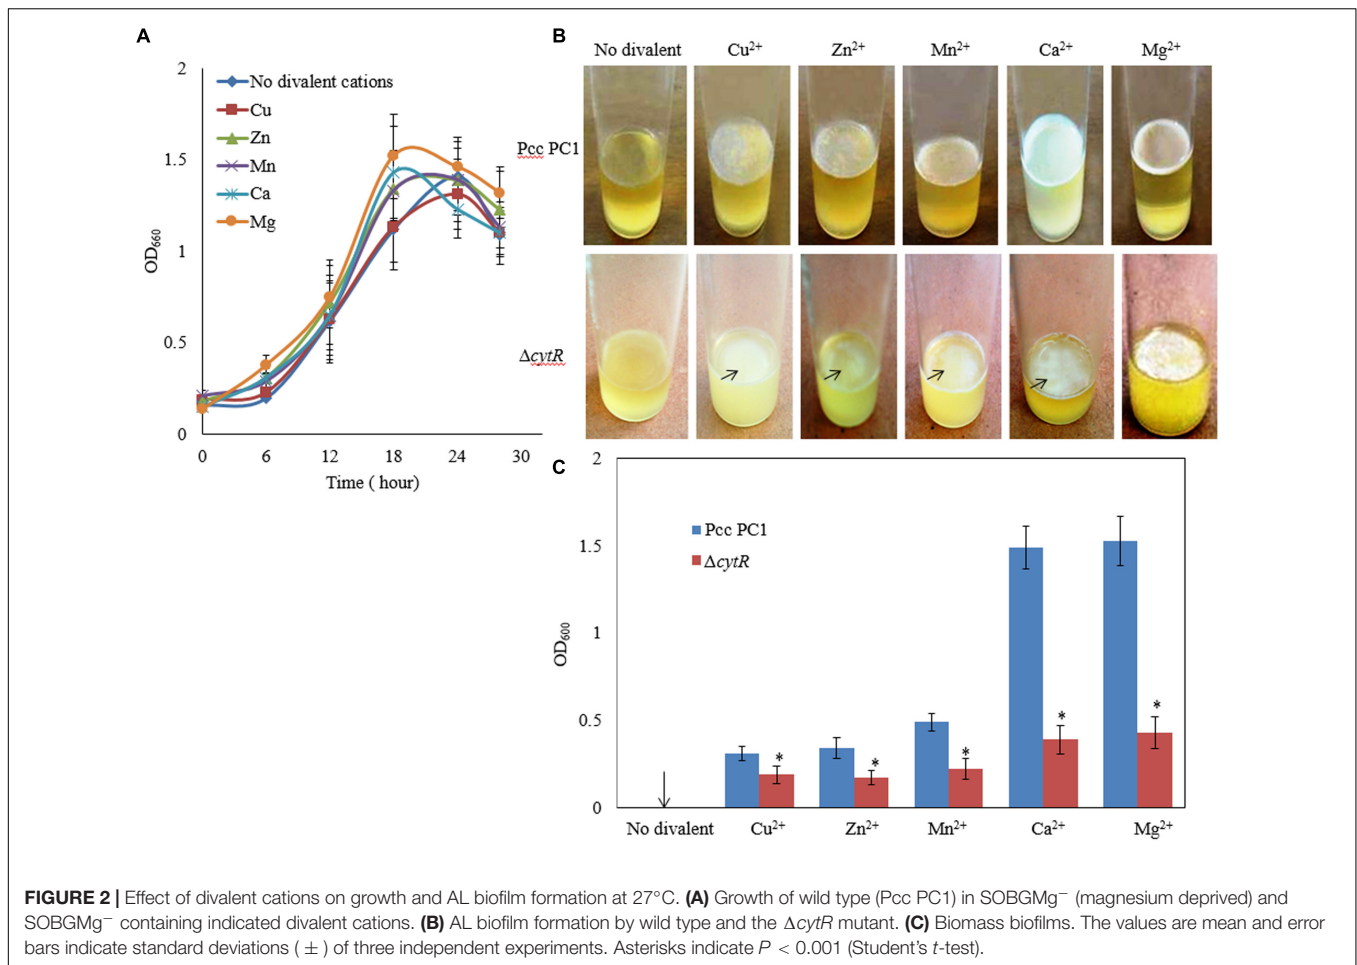 A
2
1.5
1
0.5
0
OD660
0 6 12 18 24 30
Time ( hour)
No divalent cations
Cu
Zn
Mn
Ca
Mg
B
No divalent Cu2+ Zn2+ Mn2+ Ca2+ Mg2+
Pcc PC1
ΔcytR
C
2
1.5
1
0.5
0
OD600
Pcc PC1
ΔcytR
* * * * *
No divalent Cu2+ Zn2+ Mn2+ Ca2+ Mg2+
FIGURE 2 | Effect of divalent cations on growth and AL biofilm formation at 27°C. (A) Growth of wild type (Pcc PC1) in SOBGMg− (magnesium deprived) and
SOBGMg− containing indicated divalent cations. (B) AL biofilm formation by wild type and the ΔcytR mutant. (C) Biomass biofilms. The values are mean and error
bars indicate standard deviations ( ± ) of three independent experiments. Asterisks indicate P < 0.001 (Student's t-test).